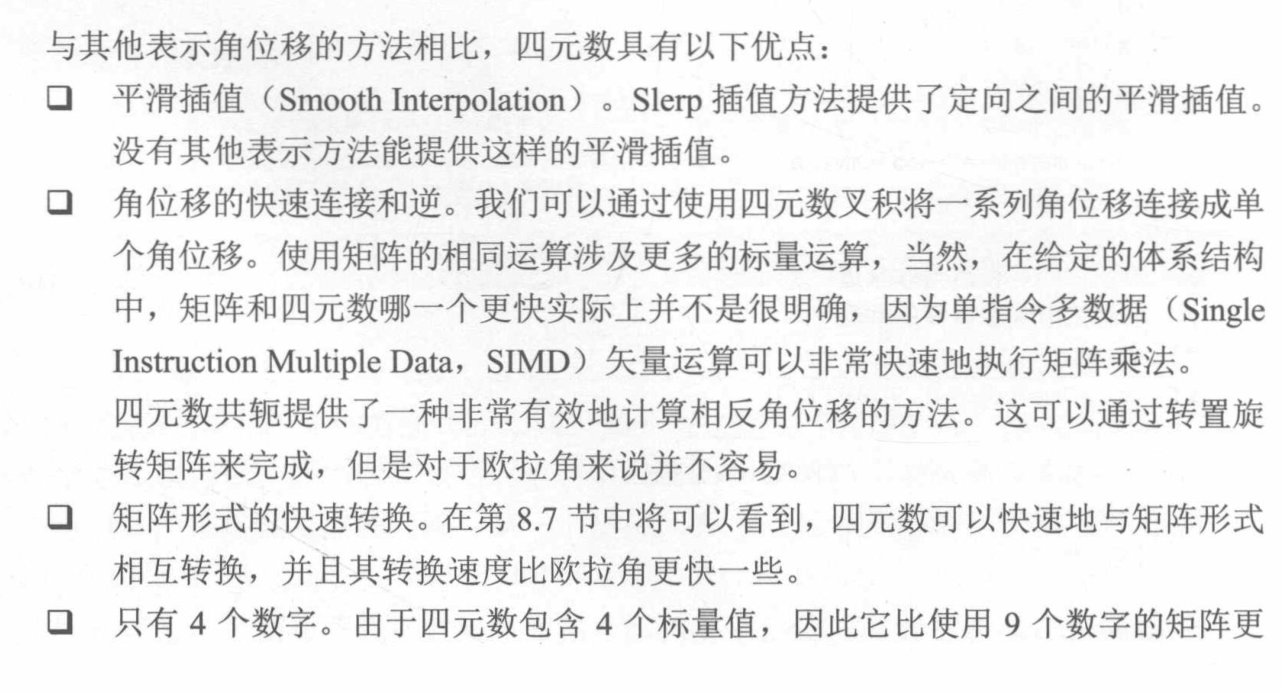 与其他表示角位移的方法相比，四元数具有以下优点：
❑ 平滑插值（Smooth Interpolation）。Slerp 插值方法提供了定向之间的平滑插值。
没有其他表示方法能提供这样的平滑插值。
❑ 角位移的快速连接和逆。我们可以通过使用四元数叉积将一系列角位移连接成单
个角位移。使用矩阵的相同运算涉及更多的标量运算，当然，在给定的体系结构
中，矩阵和四元数哪一个更快实际上并不是很明确，因为单指令多数据（Single
Instruction Multiple Data，SIMD）矢量运算可以非常快速地执行矩阵乘法。
四元数共轭提供了一种非常有效地计算相反角位移的方法。这可以通过转置旋
转矩阵来完成，但是对于欧拉角来说并不容易。
❑ 矩阵形式的快速转换。在第 8.7 节中将可以看到，四元数可以快速地与矩阵形式
相互转换，并且其转换速度比欧拉角更快一些。
❑ 只有 4 个数字。由于四元数包含 4 个标量值，因此它比使用 9 个数字的矩阵更